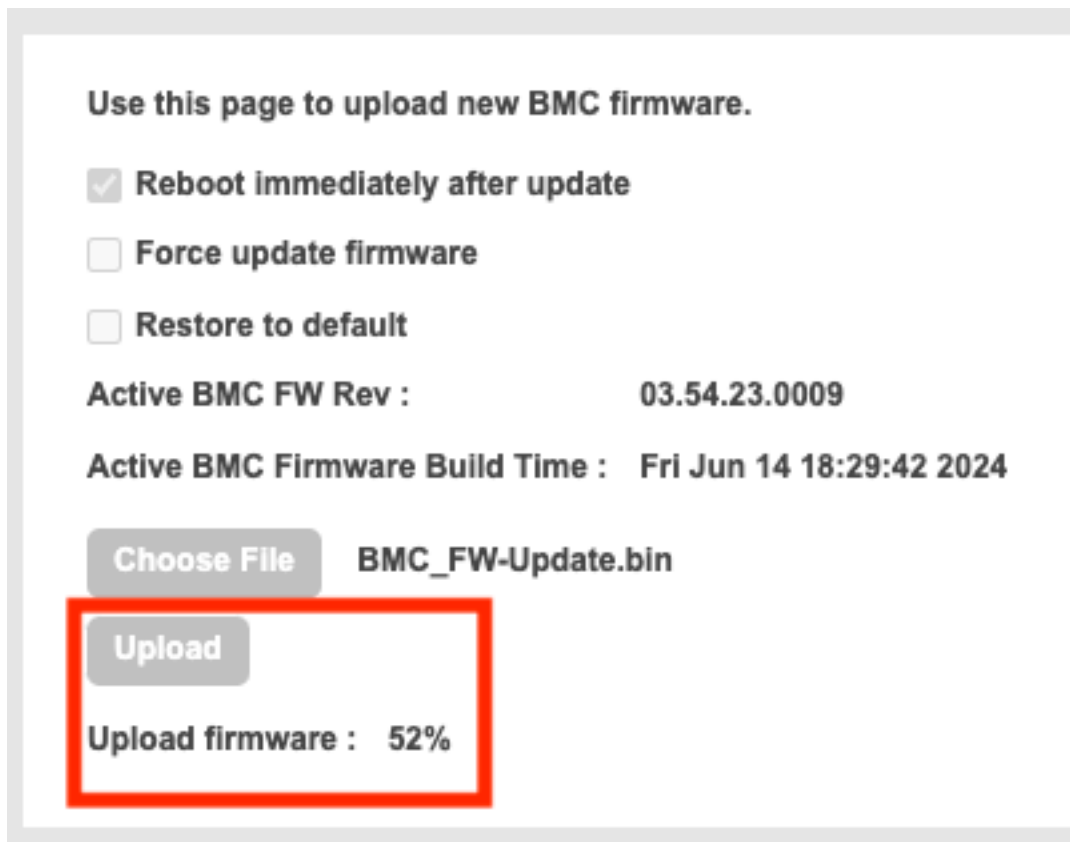 Use this page to upload new BMC firmware.
Reboot immediately after update
Force update firmware
Restore to default
Active BMC FW Rev : 03.54.23.0009
Active BMC Firmware Build Time : Fri Jun 14 18:29:42 2024
Choose File BMC_FW-Update.bin
Upload
Upload firmware : 52%